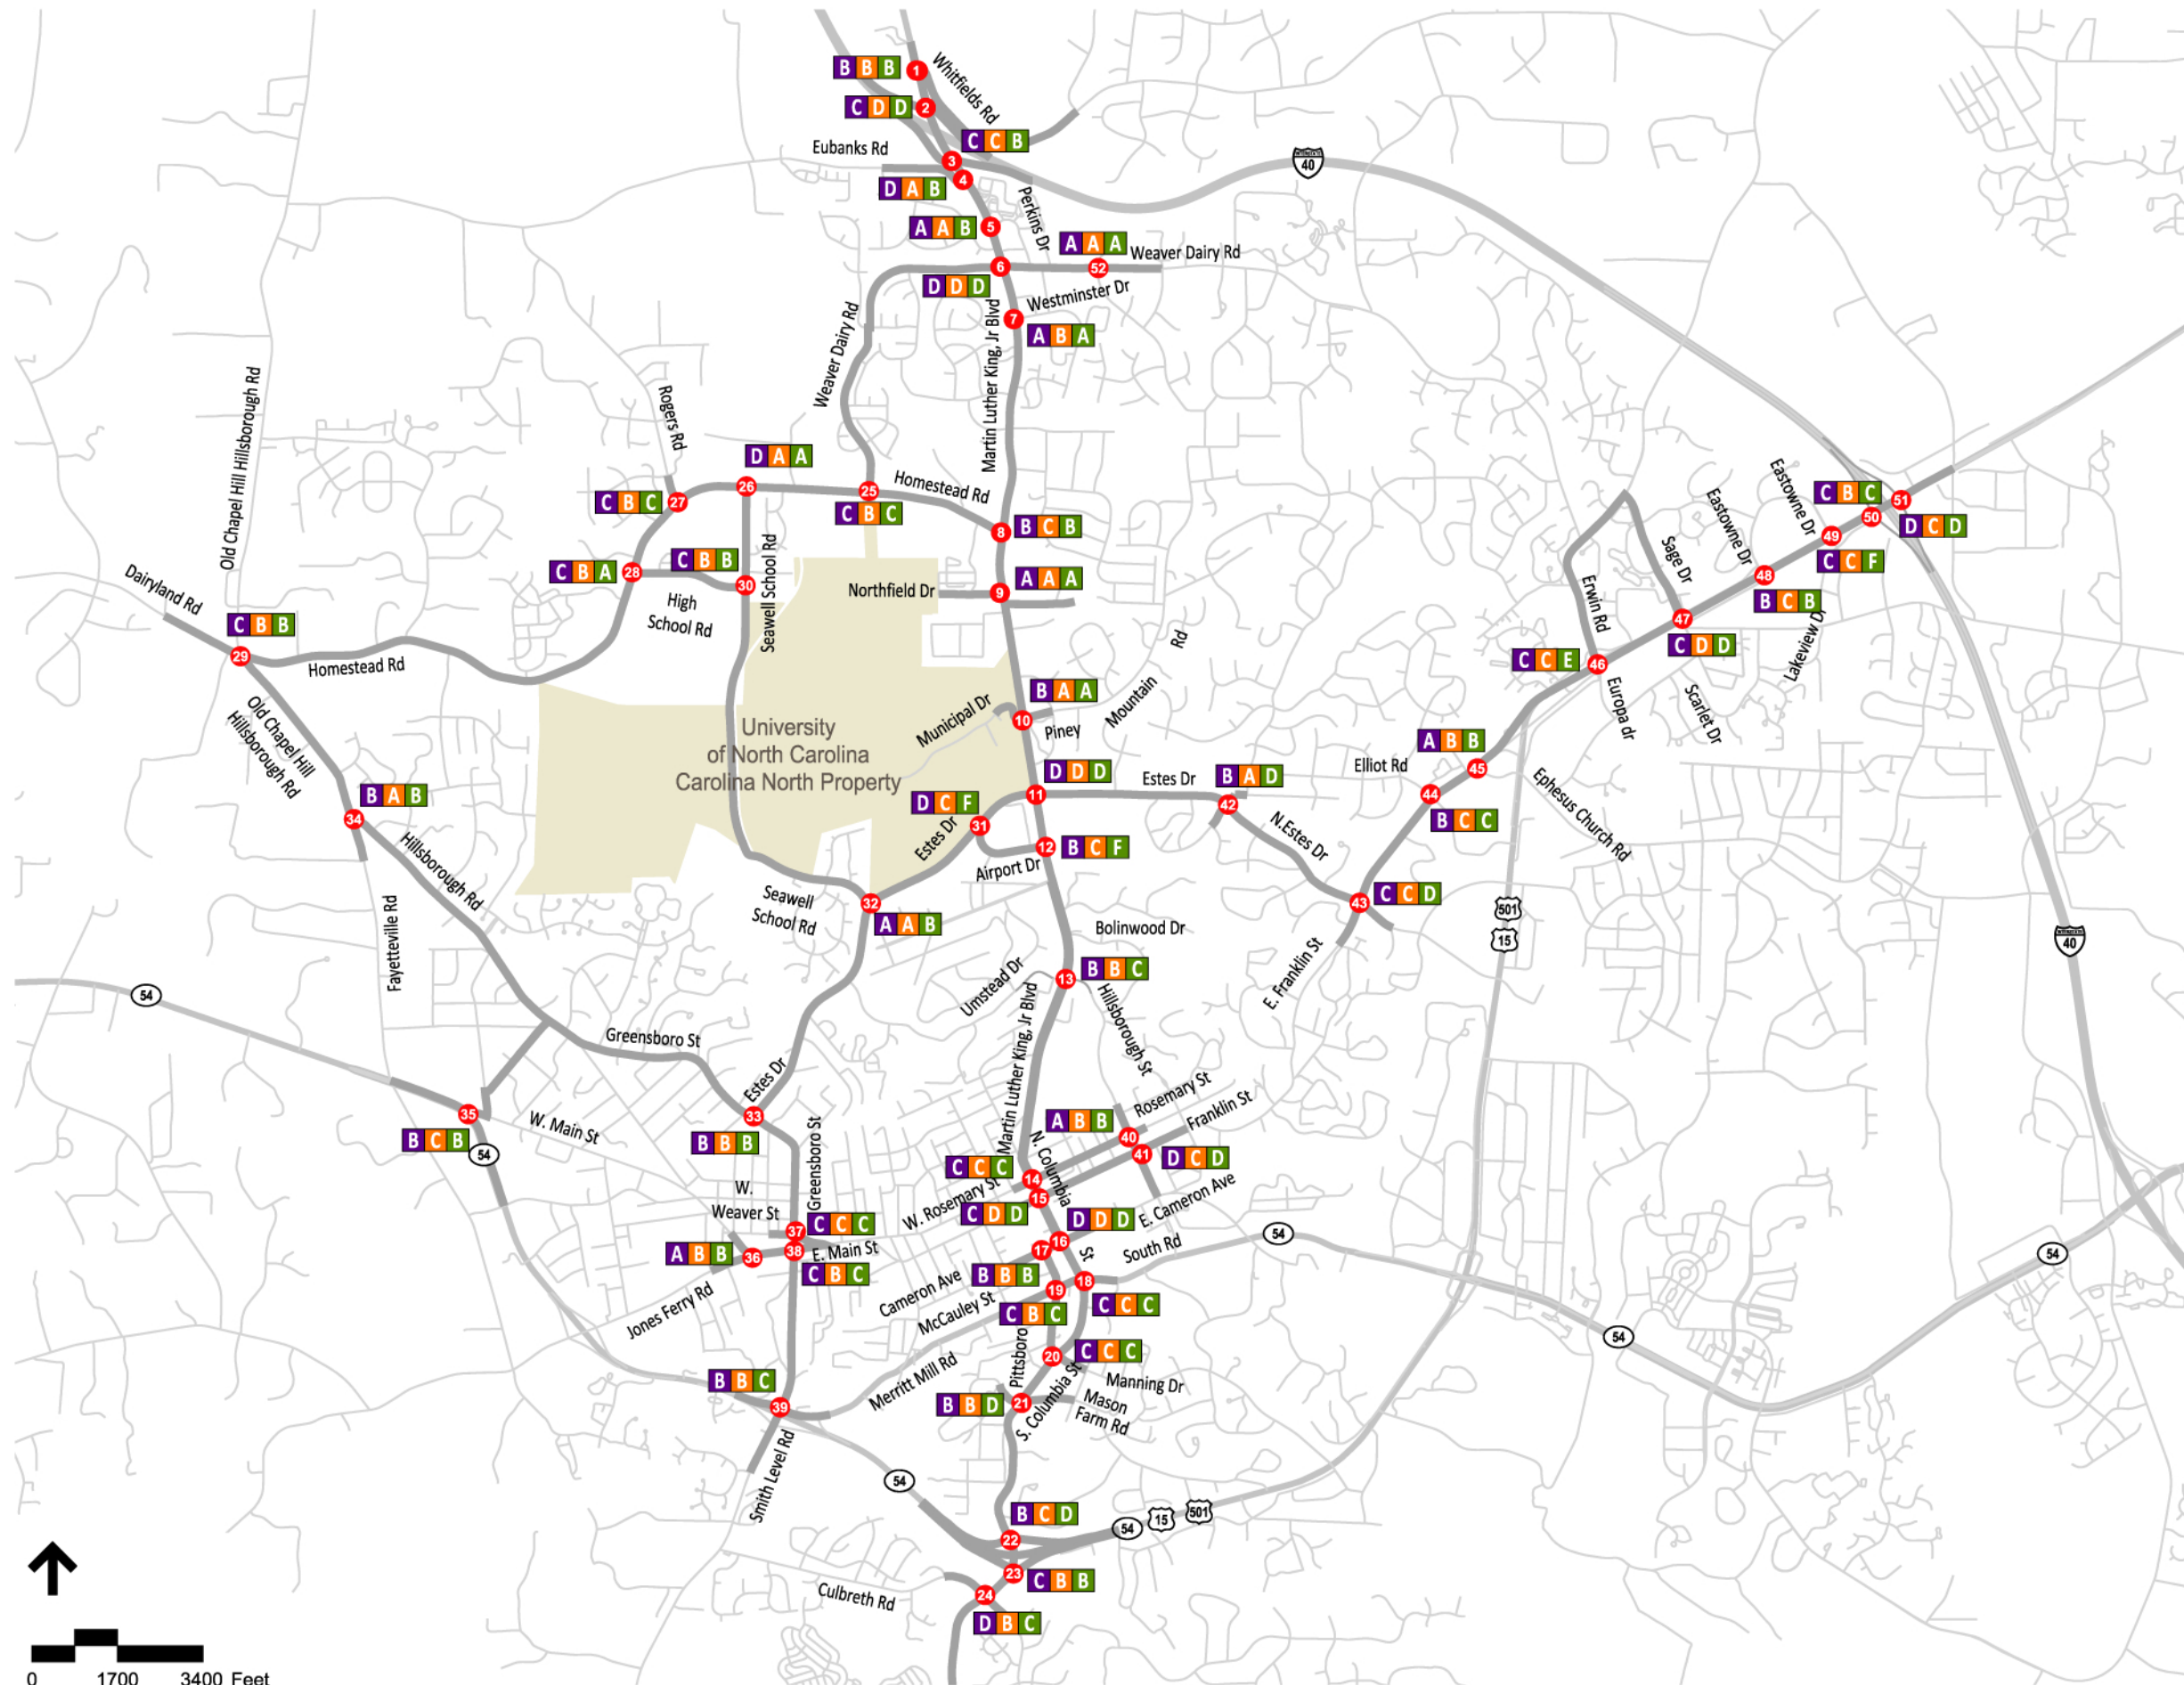 B B B 1
Whitfields Rd
C D D 2
C C B
Eubanks Rd
3
D A B 4
40
Perkins Dr
A A B 5
A A A
Weaver Dairy Rd
6
52
D D D
Westminster Dr
7
A B A
Weaver Dairy Rd
Martin Luther King, Jr Blvd
Old Chapel Hill Hillsborough Rd
Rogers Rd
D A A
26
25
Homestead Rd
C B C 27
C B C
8 B C B
Eastowne Dr
Eastowne Dr
C B C 51
50
D C D
49
C C F
Sage Dr
48
B C B
Lakeview Dr
Dairyland Rd
C B A 28
C B B
30
Seawell School Rd
High
School Rd
Northfield Dr
9
A A A
Erwin Rd
47
C D D
C B B
29
Homestead Rd
Rd
Mountain
Piney
C C E 46
Europa dr
Scarlet Dr
Old Chapel Hill
Hillsborough Rd
University
of North Carolina
Carolina North Property
Municipal Dr
B A A
10
A B B
45
Elliot Rd
44
B C C
Ephesus Church Rd
D D D
Estes Dr
B A D
11
42
B A B
34
D C F
31
Estes Dr
12 B C F
Airport Dr
N.Estes Dr
Hillsborough Rd
Fayetteville Rd
Seawell
School Rd
32
A A B
43 C C D
501
15
40
Bolinwood Dr
E. Franklin St
54
Umstead Dr
13 B B C
Hillsborough St
Martin Luther King, Jr Blvd
Greensboro St
Estes Dr
35
B C B
54
W. Main St
33
B B B
Greensboro St
Rosemary St
Franklin St
A B B
40
41 D C D
N. Columbia
St
C C C
14
W. Rosemary St
15
C D D
E. Cameron Ave
D D D
16
17
W.
Weaver St
37 C C C
38
E. Main St
C B C
A B B 36
Jones Ferry Rd
South Rd
54
54
54
Cameron Ave
B B B
18
19
McCauley St
C B C
C C C
Pittsboro
20 C C C
Manning Dr
Merritt Mill Rd
B B D 21
S. Columbia St
Mason
Farm Rd
B B C
39
Smith Level Rd
54
B C D
22
54
15
501
23 C B B
24
Culbreth Rd
D B C
0 1700 3400 Feet